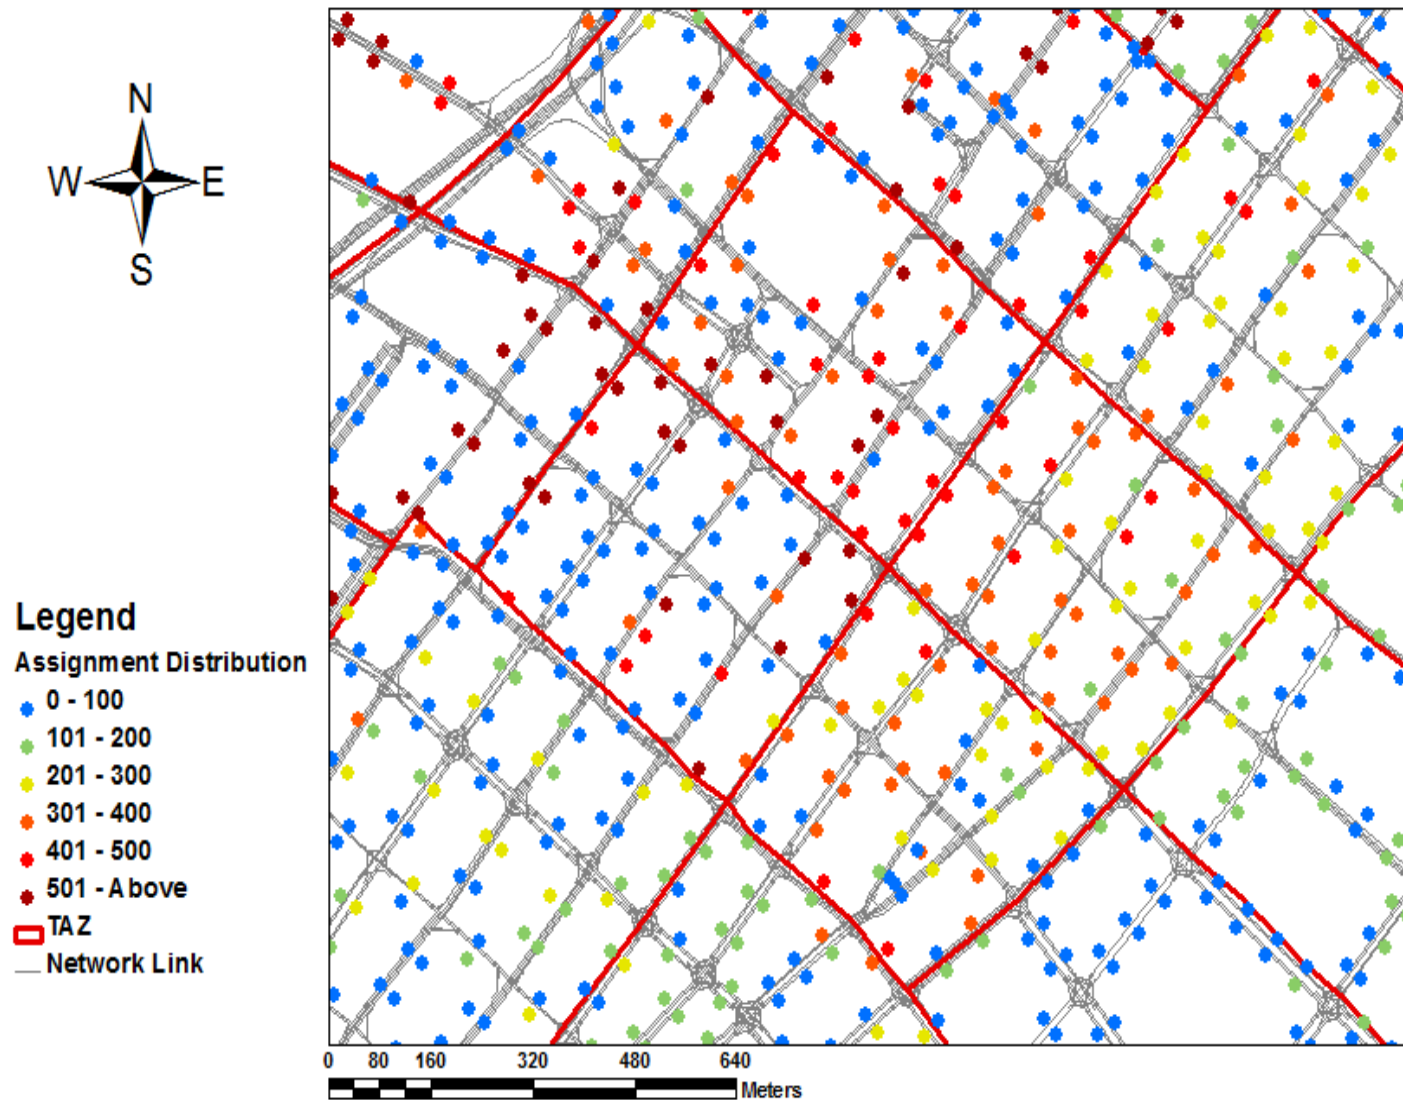 N
W E
S
Legend
Assignment Distribution
0 - 100
101 - 200
201 - 300
301 - 400
401 - 500
501 - Above
TAZ
Network Link
0 80 160 320 480 640
Meters